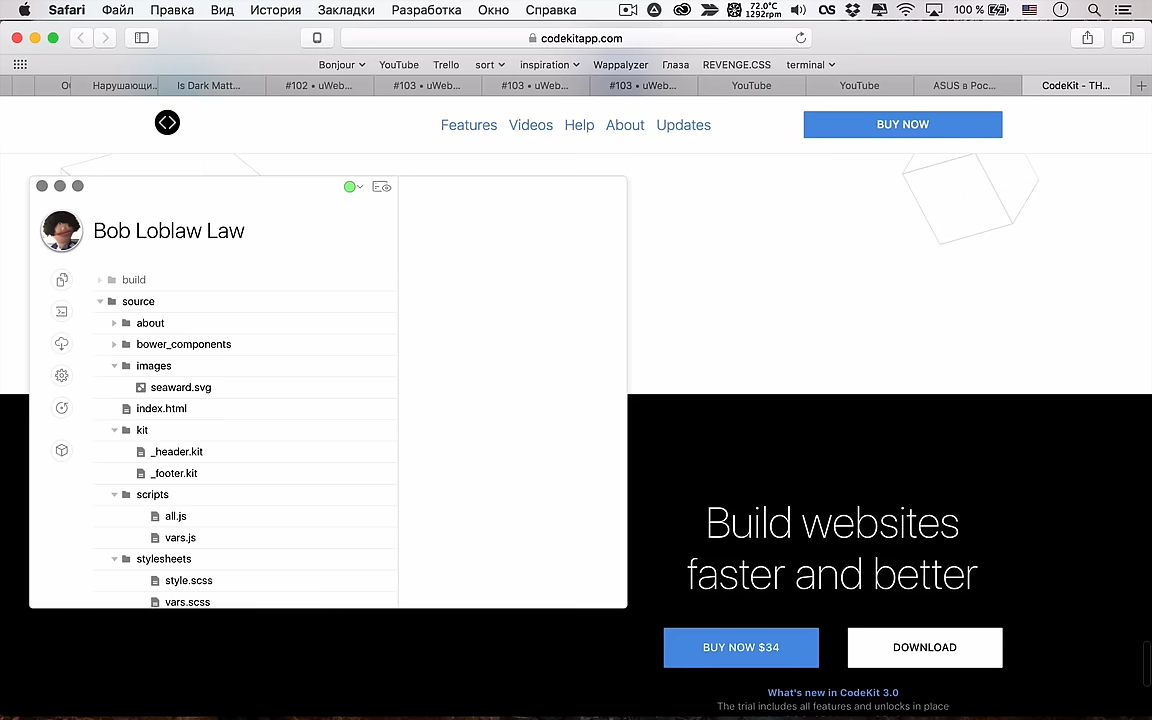 Safari Файл Правка Вид История Закладки Разработка Окно Справка 72.0°C 1292rpm 100 %
codekitapp.com
Bonjour YouTube Trello sort inspiration Wappalyzer Глаза REVENGE.CSS terminal
Нарушающи... Is Dark Matt... #102 • uWeb... #103 • uWeb... #103 • uWeb... #103 • uWeb... YouTube YouTube ASUS в Рос... CodeKit - TH...
Features Videos Help About Updates BUY NOW
Bob Loblaw Law
build
source
about
bower_components
images
seaward.svg
index.html
kit
_header.kit
_footer.kit
scripts
all.js
vars.js
stylesheets
style.scss
vars.scss
Build websites
faster and better
BUY NOW $34 DOWNLOAD
What's new in CodeKit 3.0
The trial includes all features and unlocks in place